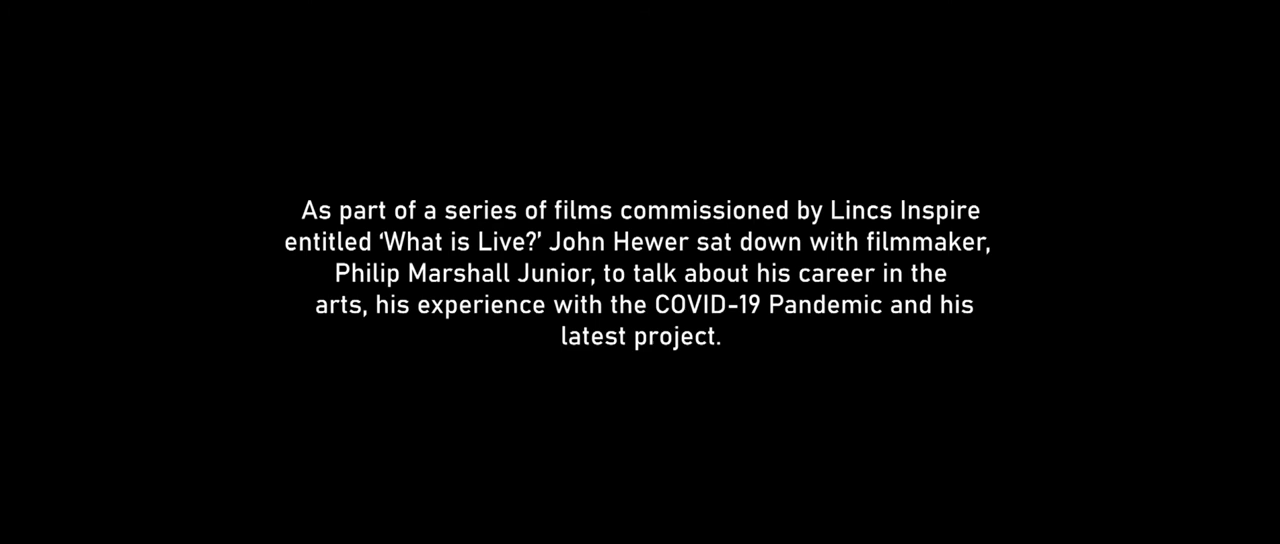 As part of a series of films commissioned by Lincs Inspire
entitled ‘What is Live?’ John Hewer sat down with filmmaker,
Philip Marshall Junior, to talk about his career in the
arts, his experience with the COVID-19 Pandemic and his
latest project.